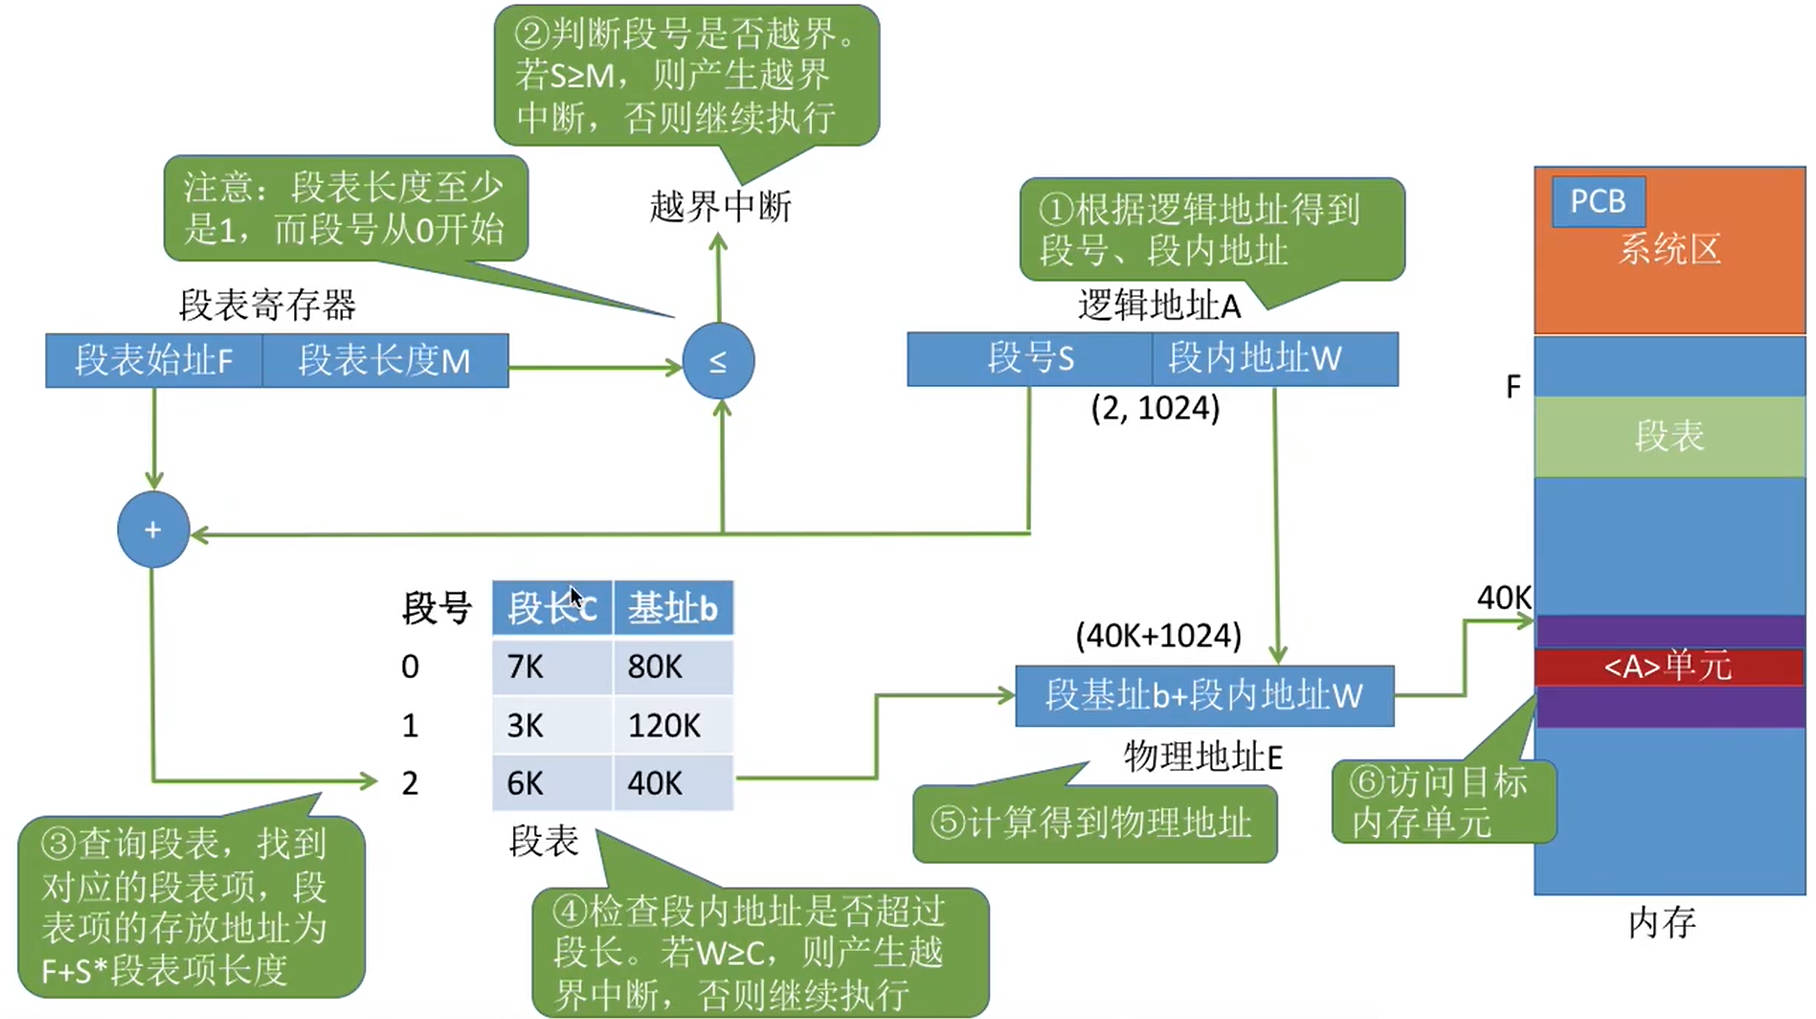 ②判断段号是否越界。
若S≥M，则产生越界
中断，否则继续执行
注意：段表长度至少
是1，而段号从0开始
越界中断
①根据逻辑地址得到
段号、段内地址
PCB
系统区
段表寄存器
逻辑地址A
段表始址F 段表长度M
≤
段号S 段内地址W
(2, 1024)
F
段表
+
段号 段长C 基址b
0 7K 80K
1 3K 120K
2 6K 40K
段表
(40K+1024)
段基址b+段内地址W
物理地址E
40K
<A>单元
③查询段表，找到
对应的段表项，段
表项的存放地址为
F+S*段表项长度
④检查段内地址是否超过
段长。若W≥C，则产生越
界中断，否则继续执行
⑤计算得到物理地址
⑥访问目标
内存单元
内存